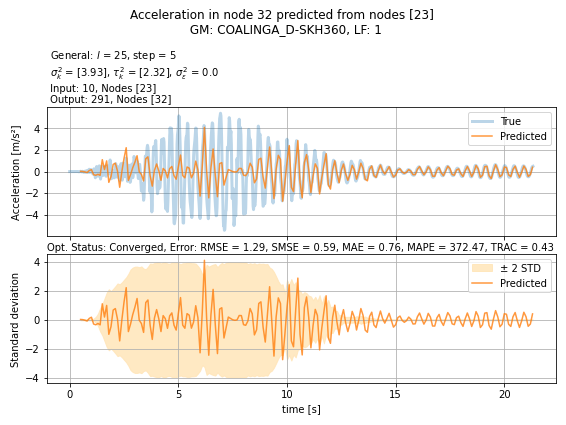 Acceleration in node 32 predicted from nodes [23]
GM: COALINGA_D-SKH360, LF: 1
General: l = 25, step = 5
σ²ₖ = [3.93], τ²ₖ = [2.32], σ²ₑ = 0.0
Input: 10, Nodes [23]
Output: 291, Nodes [32]
Acceleration [m/s²]
4
2
0
−2
−4
True
Predicted
Opt. Status: Converged, Error: RMSE = 1.29, SMSE = 0.59, MAE = 0.76, MAPE = 372.47, TRAC = 0.43
Standard deviation
4
2
0
−2
−4
± 2 STD
Predicted
0 5 10 15 20
time [s]